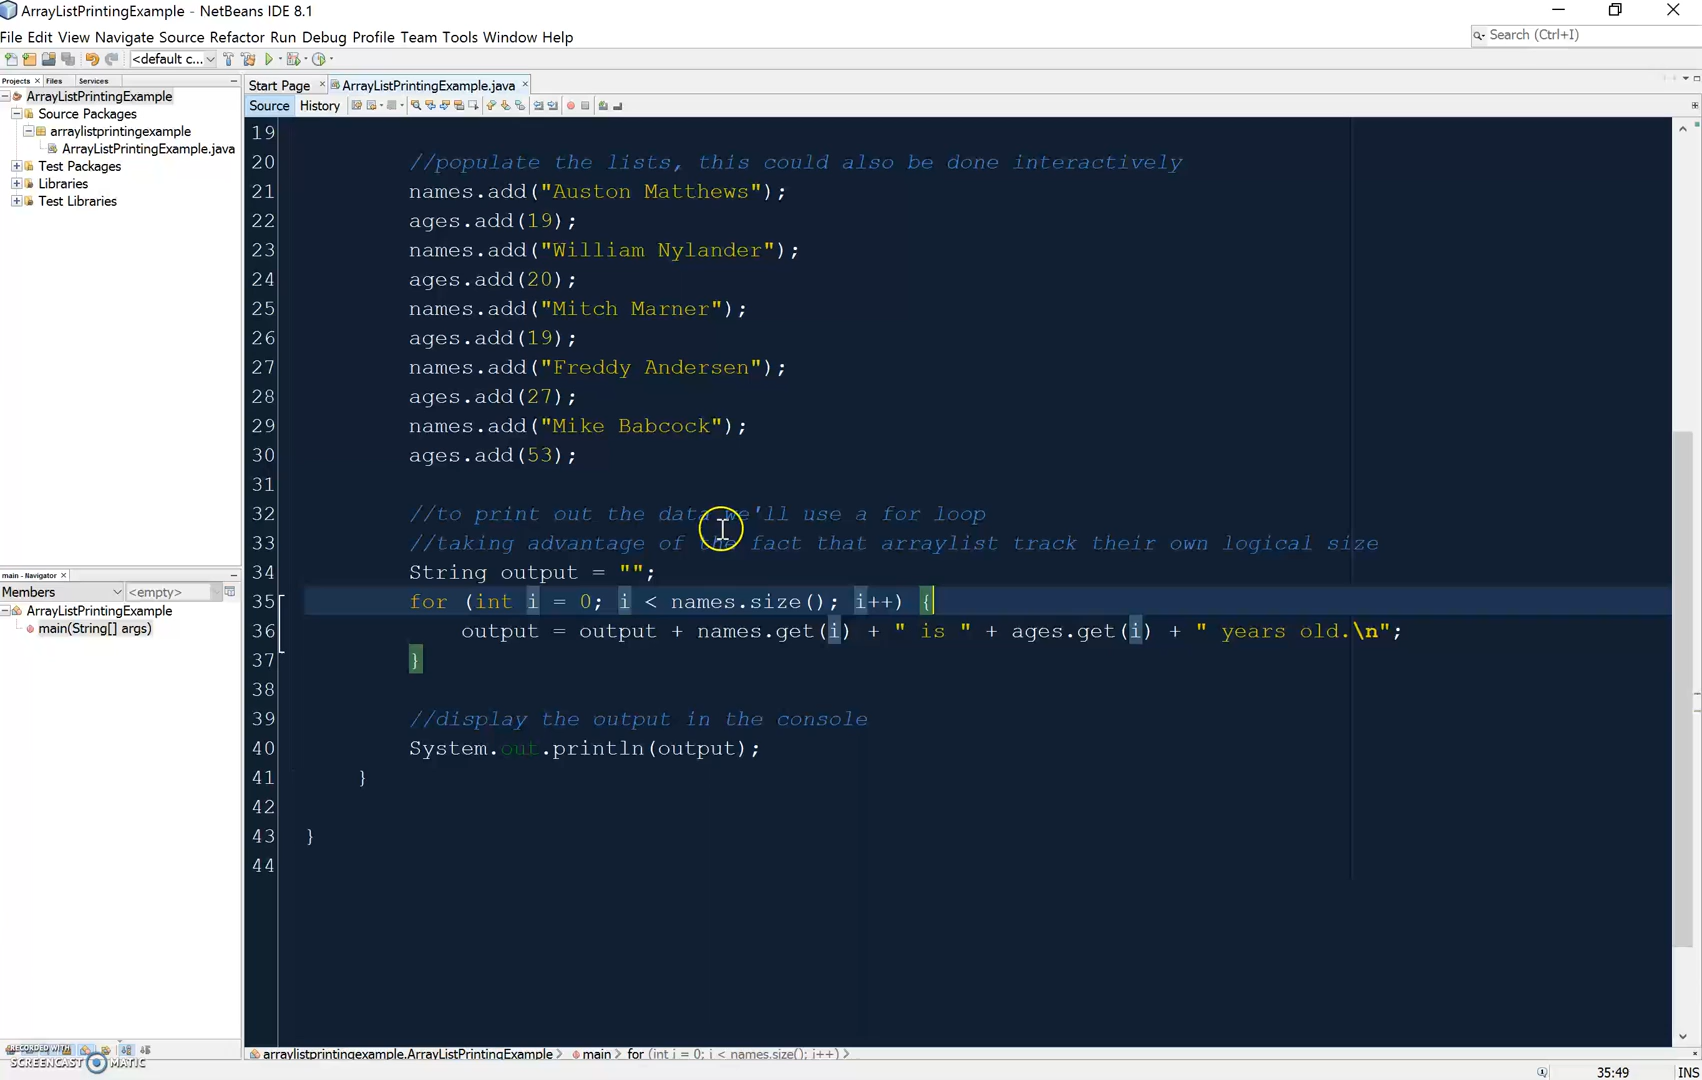 ArrayListPrintingExample - NetBeans IDE 8.1
File Edit View Navigate Source Refactor Run Debug Profile Team Tools Window Help
Search (Ctrl+I)
<default c...
Projects × Files Services
Start Page × ArrayListPrintingExample.java ×
ArrayListPrintingExample
Source Packages
arraylistprintingexample
ArrayListPrintingExample.java
Test Packages
Libraries
Test Libraries
Source History
19
20 //populate the lists, this could also be done interactively
21 names.add("Auston Matthews");
22 ages.add(19);
23 names.add("William Nylander");
24 ages.add(20);
25 names.add("Mitch Marner");
26 ages.add(19);
27 names.add("Freddy Andersen");
28 ages.add(27);
29 names.add("Mike Babcock");
30 ages.add(53);
31
32 //to print out the data we'll use a for loop
33 //taking advantage of the fact that arraylist track their own logical size
34 String output = "";
35 for (int i = 0; i < names.size(); i++) {
36 output = output + names.get(i) + " is " + ages.get(i) + " years old.\n";
37 }
38
39 //display the output in the console
40 System.out.println(output);
41 }
42
43 }
44
main - Navigator ×
Members <empty>
ArrayListPrintingExample
main(String[] args)
RECORDED WITH
SCREENCAST MATIC
arraylistprintingexample.ArrayListPrintingExample > main > for (int i = 0; i < names.size(); i++) >
35:49 INS